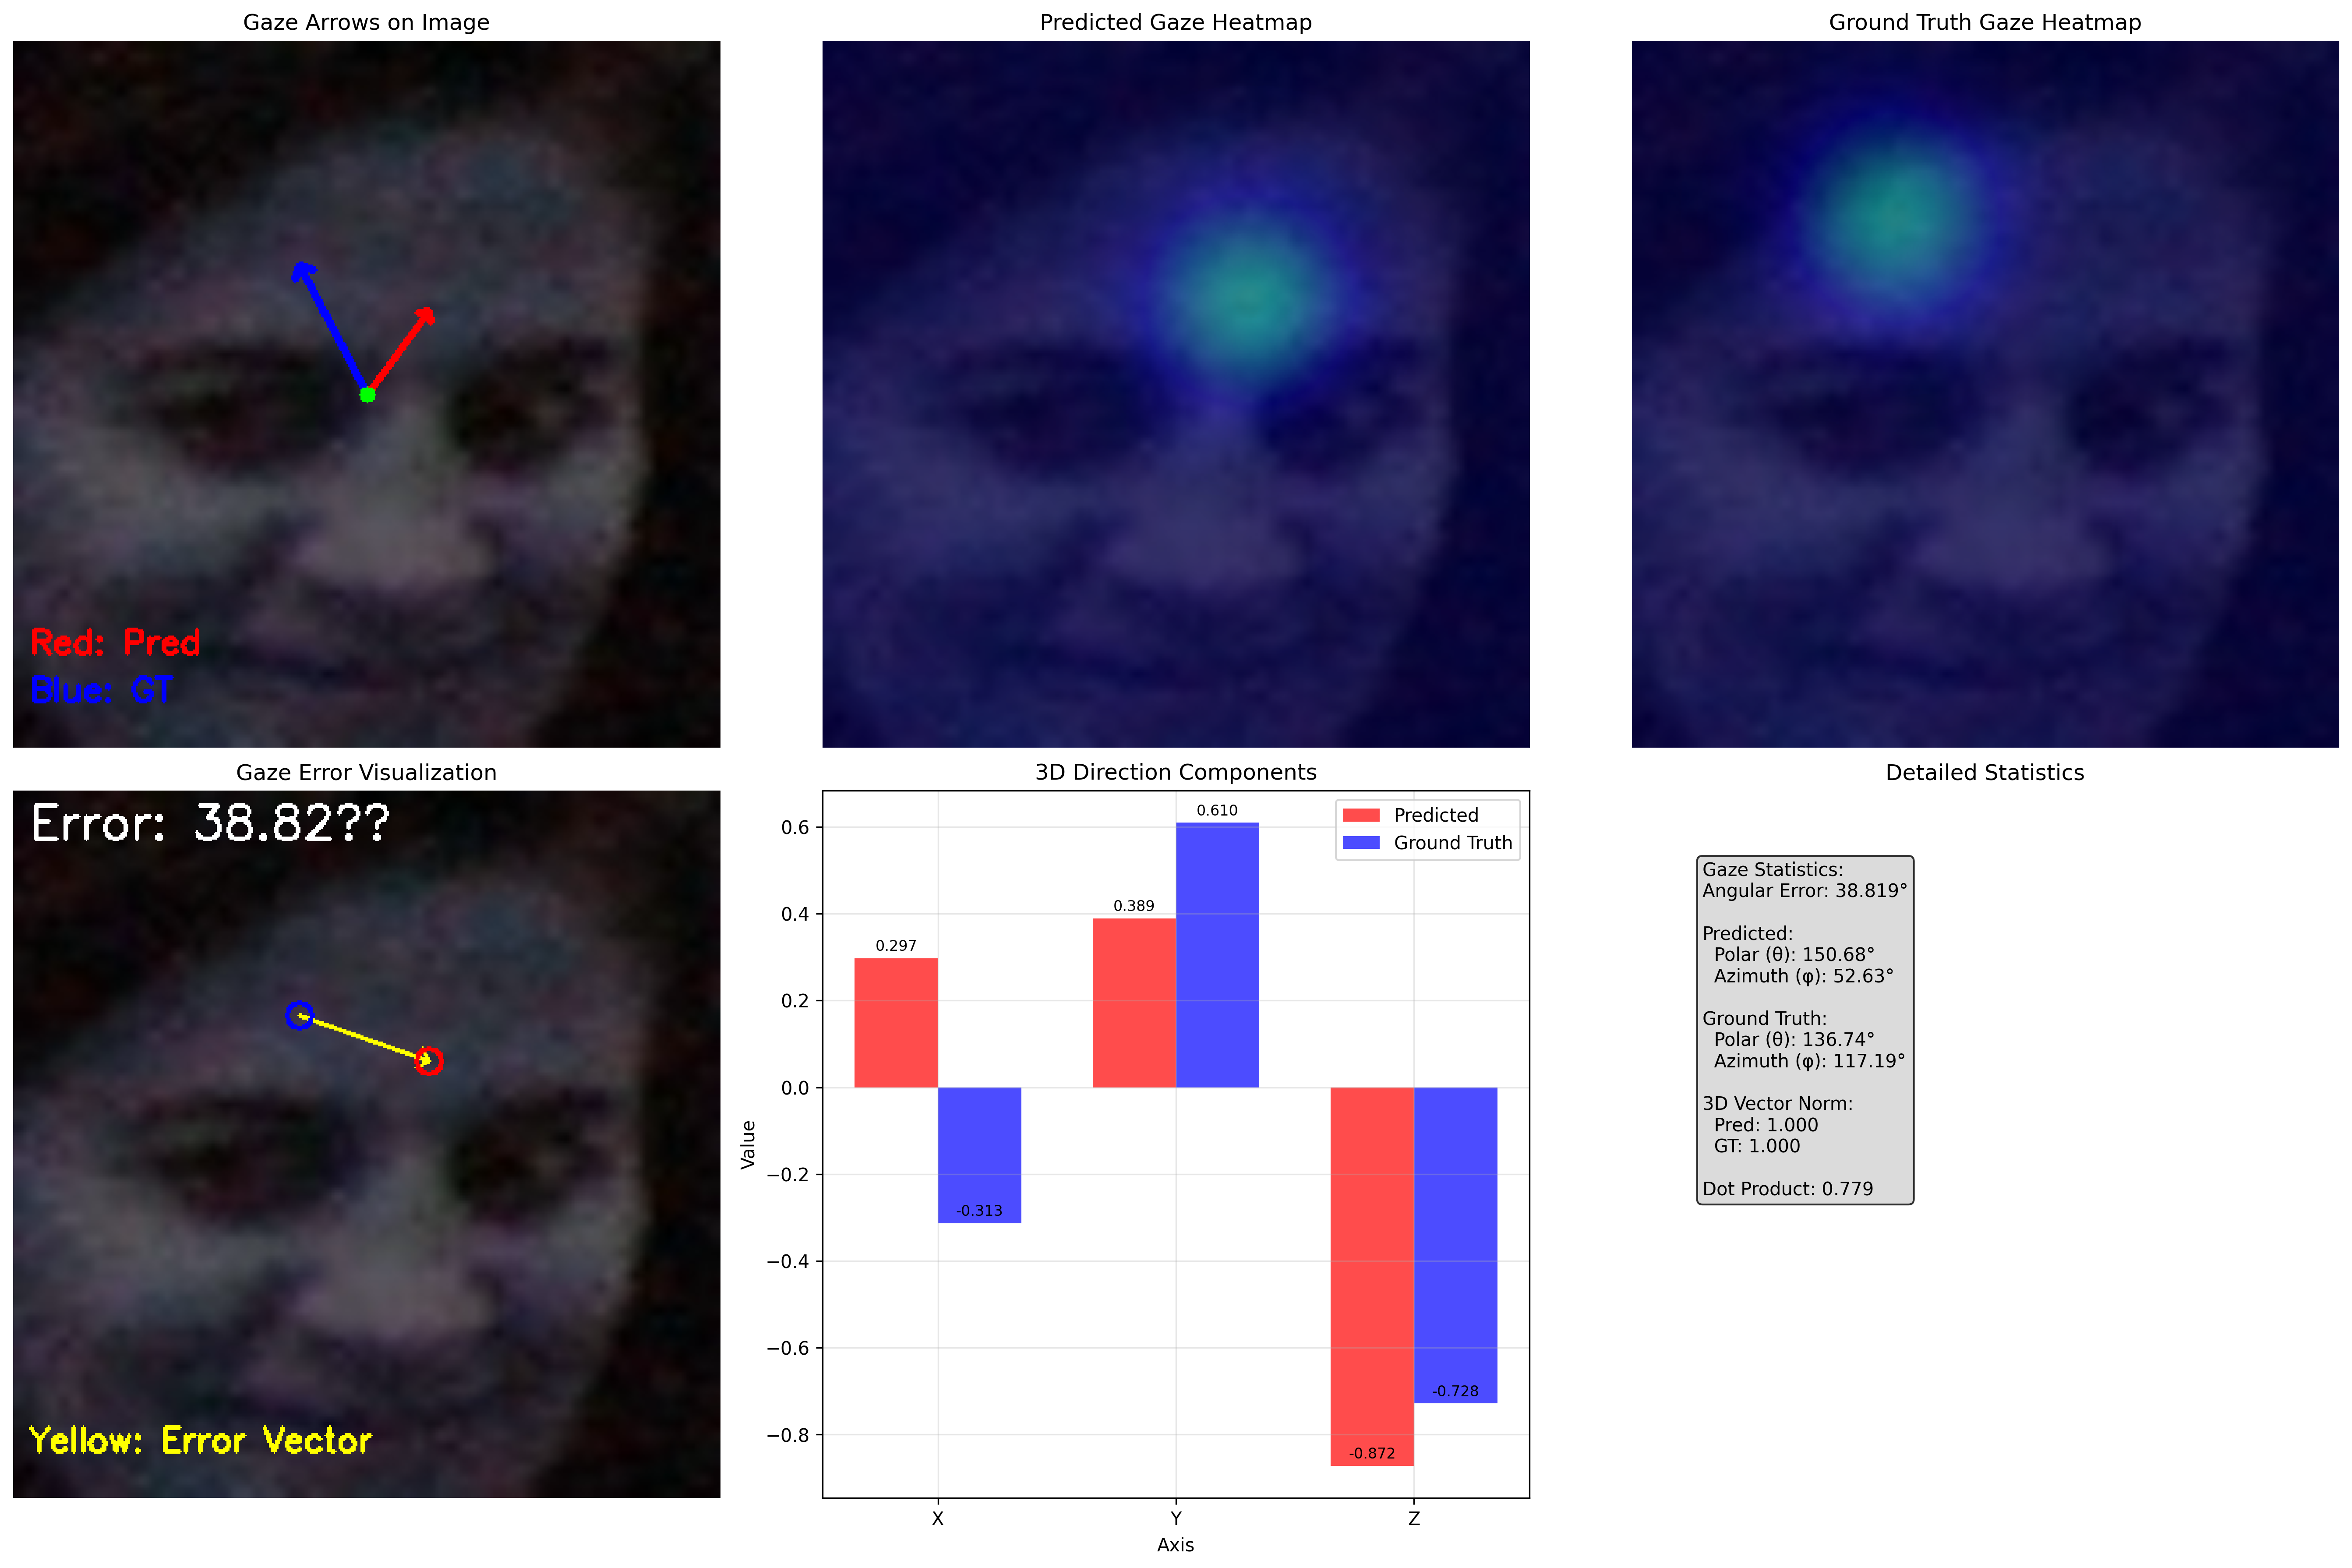 Gaze Arrows on Image
Red: Pred
Blue: GT
Predicted Gaze Heatmap
Ground Truth Gaze Heatmap
Gaze Error Visualization
Error: 38.82??
Yellow: Error Vector
3D Direction Components
Predicted
Ground Truth
0.6
0.4
0.2
0.0
−0.2
−0.4
−0.6
−0.8
Value
0.297
-0.313
0.389
0.610
-0.872
-0.728
X
Y
Z
Axis
Detailed Statistics
Gaze Statistics:
Angular Error: 38.819°
Predicted:
Polar (θ): 150.68°
Azimuth (φ): 52.63°
Ground Truth:
Polar (θ): 136.74°
Azimuth (φ): 117.19°
3D Vector Norm:
Pred: 1.000
GT: 1.000
Dot Product: 0.779